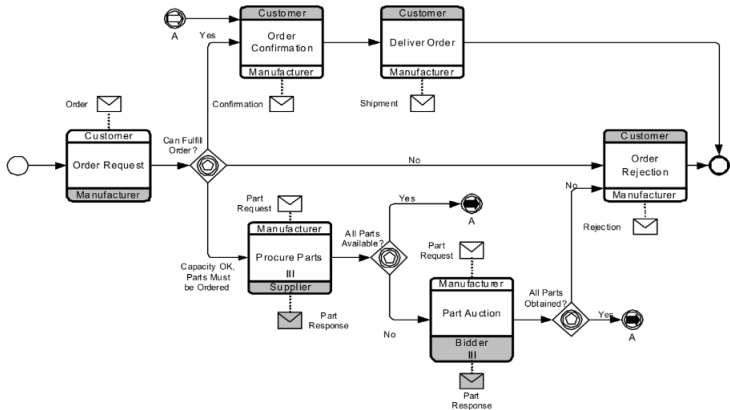 Customer
Order
Confirmation
Manufacturer
Customer
Deliver Order
Manufacturer
A
Yes
Confirmation
Shipment
Order
Customer
Order Request
Manufacturer
Can Fulfill
Order?
No
Customer
Order
Rejection
Manufacturer
Rejection
Capacity OK,
Parts Must
be Ordered
Part
Request
Manufacturer
Procure Parts
III
Supplier
Part
Response
All Parts
Available?
Yes
A
No
Part
Request
Manufacturer
Part Auction
Bidder
III
Part
Response
All Parts
Obtained?
No
Yes
A